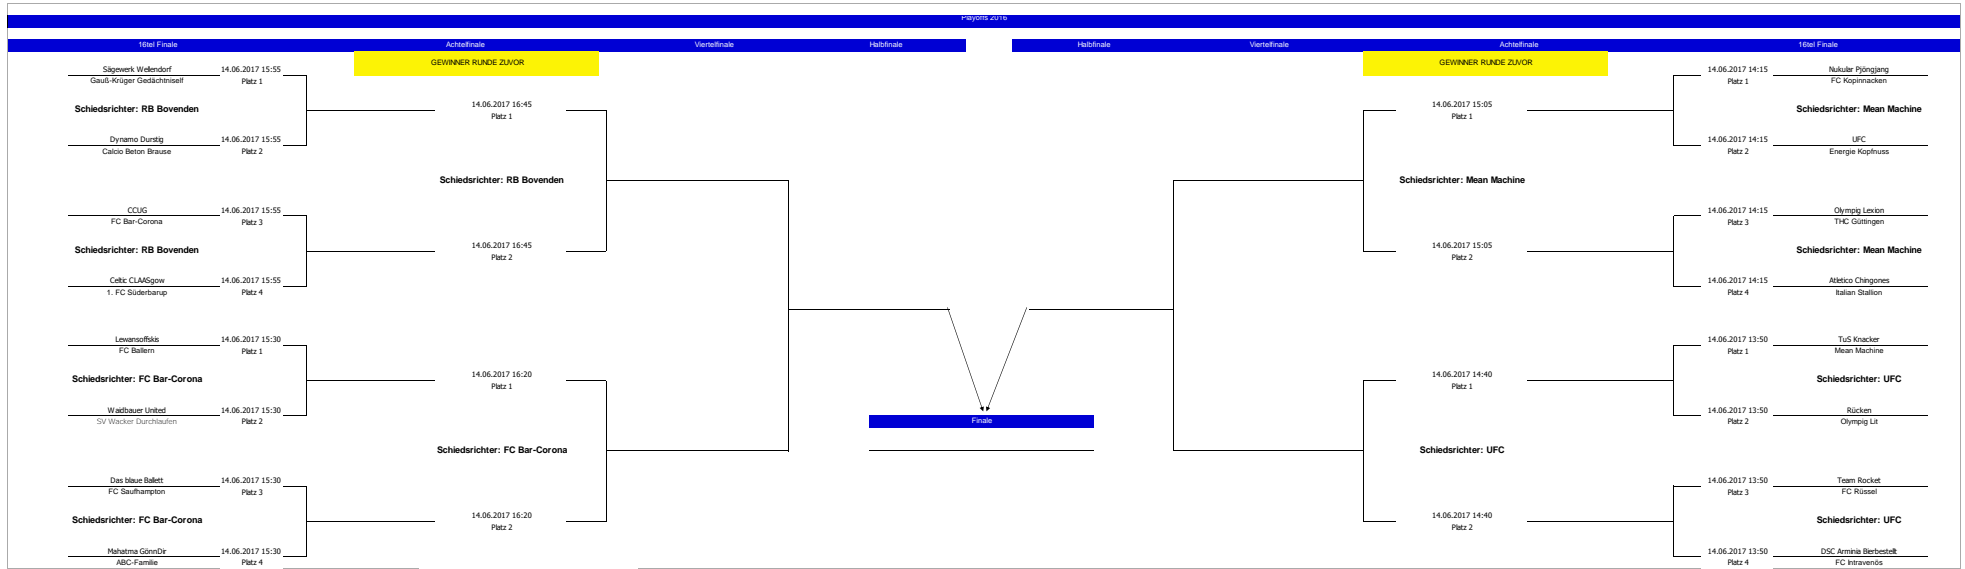 Playoffs 2016
16tel Finale
Achtelfinale
Viertelfinale
Halbfinale
Halbfinale
Viertelfinale
Achtelfinale
16tel Finale
GEWINNER RUNDE ZUVOR
GEWINNER RUNDE ZUVOR
Sägewerk Wellendorf
14.06.2017 15:55
Gauß-Krüger Gedächtniself
Platz 1
Schiedsrichter: RB Bovenden
Dynamo Durstig
14.06.2017 15:55
Calcio Beton Brause
Platz 2
CCUG
14.06.2017 15:55
FC Bar-Corona
Platz 3
Schiedsrichter: RB Bovenden
Celtic CLAASgow
14.06.2017 15:55
1. FC Süderbarup
Platz 4
Lewansoffskis
14.06.2017 15:30
FC Ballern
Platz 1
Schiedsrichter: FC Bar-Corona
Waidbauer United
14.06.2017 15:30
SV Wacker Durchlaufen
Platz 2
Das blaue Ballett
14.06.2017 15:30
FC Saufhampton
Platz 3
Schiedsrichter: FC Bar-Corona
Mahatma GönnDir
14.06.2017 15:30
ABC-Familie
Platz 4
14.06.2017 16:45
Platz 1
Schiedsrichter: RB Bovenden
14.06.2017 16:45
Platz 2
14.06.2017 16:20
Platz 1
Schiedsrichter: FC Bar-Corona
14.06.2017 16:20
Platz 2
Finale
14.06.2017 15:05
Platz 1
Schiedsrichter: Mean Machine
14.06.2017 15:05
Platz 2
14.06.2017 14:40
Platz 1
Schiedsrichter: UFC
14.06.2017 14:40
Platz 2
14.06.2017 14:15
Nukular Pjöngjang
Platz 1
FC Kopinnacken
Schiedsrichter: Mean Machine
14.06.2017 14:15
UFC
Platz 2
Energie Kopfnuss
14.06.2017 14:15
Olympig Lexion
Platz 3
THC Güttingen
Schiedsrichter: Mean Machine
14.06.2017 14:15
Atletico Chingones
Platz 4
Italian Stallion
14.06.2017 13:50
TuS Knacker
Platz 1
Mean Machine
Schiedsrichter: UFC
14.06.2017 13:50
Rücken
Platz 2
Olympig Lit
14.06.2017 13:50
Team Rocket
Platz 3
FC Rüssel
Schiedsrichter: UFC
14.06.2017 13:50
DSC Arminia Bierbestellt
Platz 4
FC Intravenös